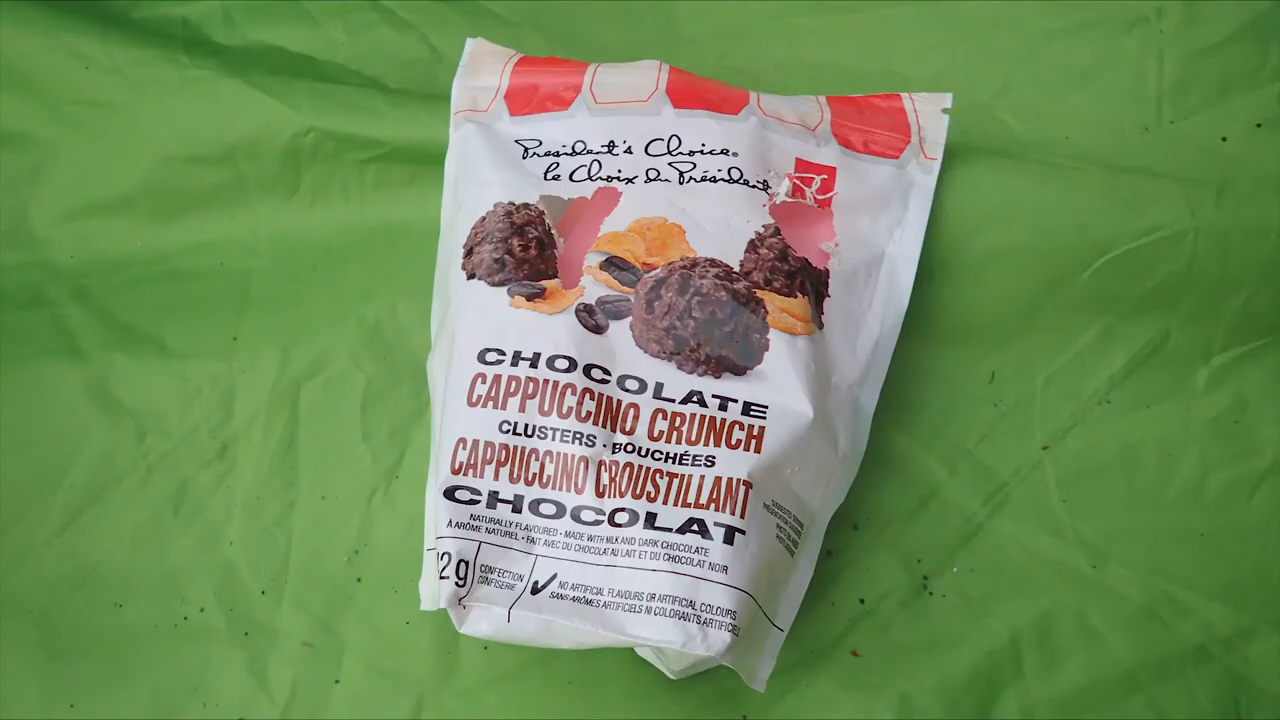 President's Choice®
le Choix du Président
PC
CHOCOLATE
CAPPUCCINO CRUNCH
CLUSTERS • BOUCHÉES
CAPPUCCINO CROUSTILLANT
CHOCOLAT
NATURALLY FLAVOURED • MADE WITH MILK AND DARK CHOCOLATE
À ARÔME NATUREL • FAIT AVEC DU CHOCOLAT AU LAIT ET DU CHOCOLAT NOIR
2g
CONFECTION
CONFISERIE
NO ARTIFICIAL FLAVOURS OR ARTIFICIAL COLOURS
SANS ARÔMES ARTIFICIELS NI COLORANTS ARTIFICIELS